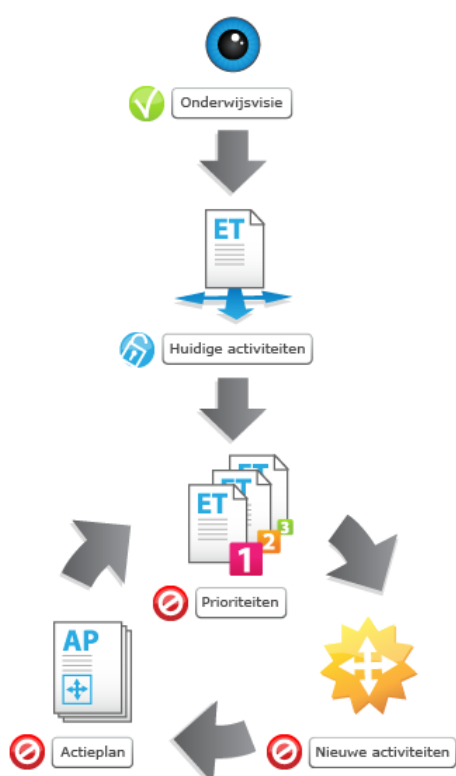 Onderwijsvisie
ET
Huidige activiteiten
ET
ET
ET
3
2
1
Prioriteiten
AP
Actieplan
Nieuwe activiteiten